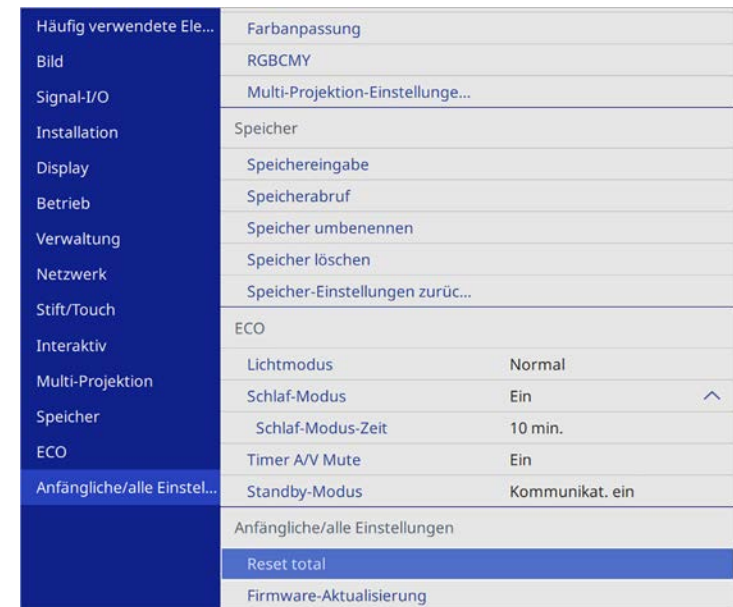 Häufig verwendete Ele...
Bild
Signal-I/O
Installation
Display
Betrieb
Verwaltung
Netzwerk
Stift/Touch
Interaktiv
Multi-Projektion
Speicher
ECO
Anfängliche/alle Einstel...
Farbanpassung
RGBCMY
Multi-Projektion-Einstellunge...
Speicher
Speichereingabe
Speicherabruf
Speicher umbenennen
Speicher löschen
Speicher-Einstellungen zurüc...
ECO
Lichtmodus Normal
Schlaf-Modus Ein
Schlaf-Modus-Zeit 10 min.
Timer A/V Mute Ein
Standby-Modus Kommunikat. ein
Anfängliche/alle Einstellungen
Reset total
Firmware-Aktualisierung